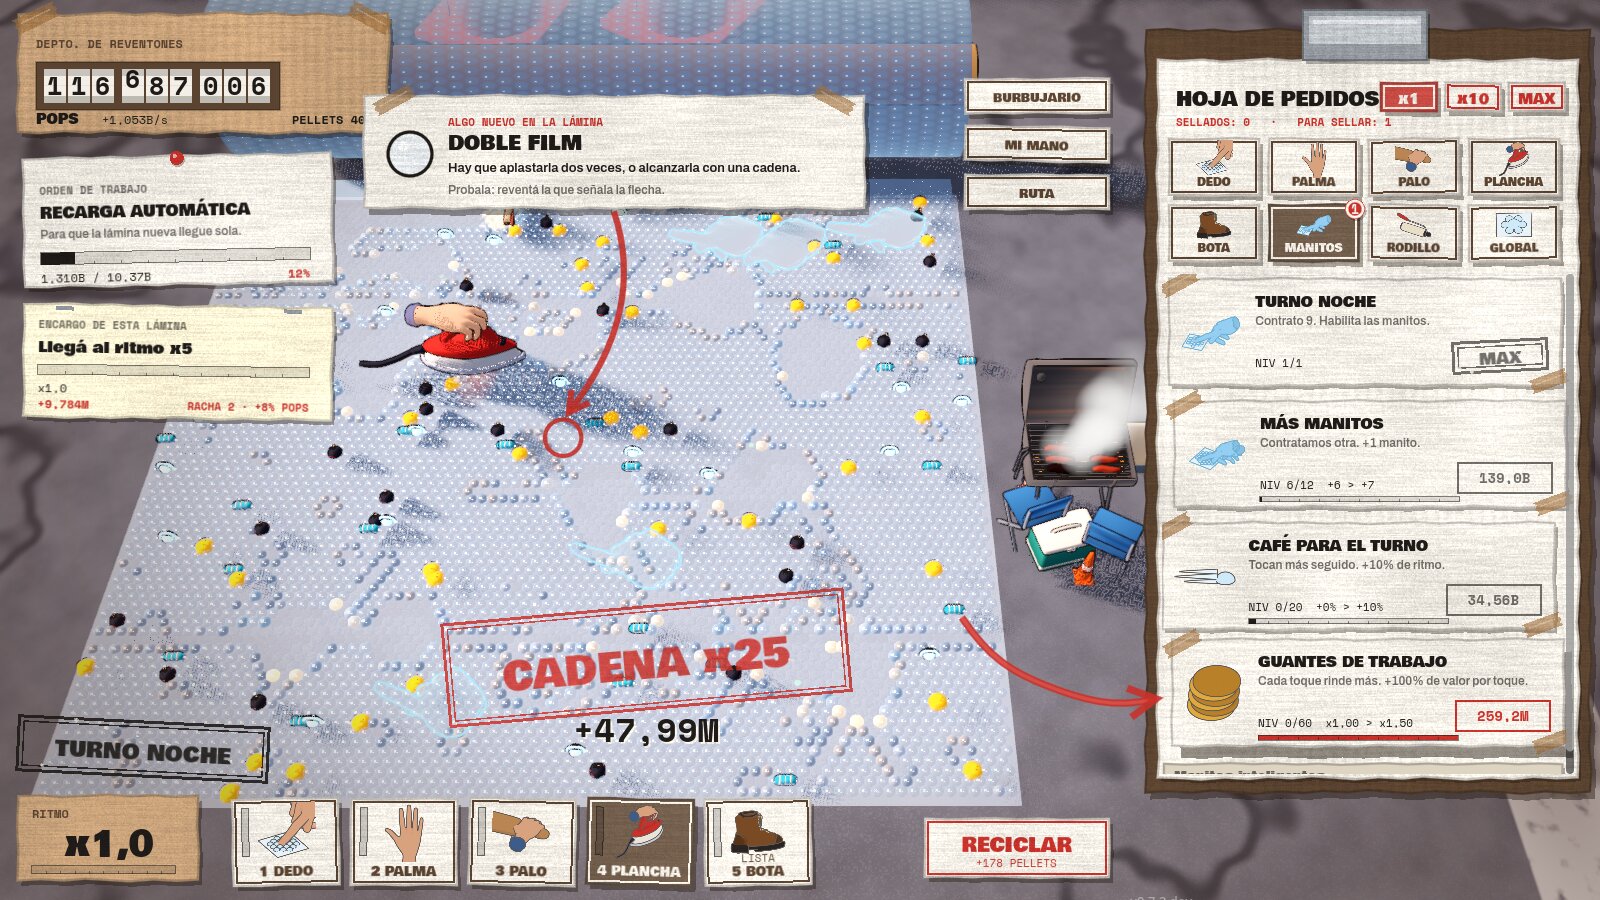 DEPTO. DE REVENTONES
116 687 006
POPS +1,053B/s PELLETS 40
ORDEN DE TRABAJO
RECARGA AUTOMÁTICA
Para que la lámina nueva llegue sola.
1,310B / 10,37B 12%
ENCARGO DE ESTA LÁMINA
Llegá al ritmo x5
x1,0
+9,784M RACHA 2 · +8% POPS
ALGO NUEVO EN LA LÁMINA
DOBLE FILM
Hay que aplastarla dos veces, o alcanzarla con una cadena.
Probala: reventá la que señala la flecha.
BURBUJARIO
MI MANO
RUTA
HOJA DE PEDIDOS x1 x10 MAX
SELLADOS: 0 · PARA SELLAR: 1
DEDO PALMA PALO PLANCHA
BOTA MANITOS 1 RODILLO GLOBAL
TURNO NOCHE
Contrato 9. Habilita las manitos.
NIV 1/1 MAX
MÁS MANITOS
Contratamos otra. +1 manito.
NIV 6/12 +6 > +7 139,0B
CAFÉ PARA EL TURNO
Tocan más seguido. +10% de ritmo.
NIV 0/20 +0% > +10% 34,56B
GUANTES DE TRABAJO
Cada toque rinde más. +100% de valor por toque.
NIV 0/60 x1,00 > x1,50 259,2M
CADENA x25
+47,99M
TURNO NOCHE
RITMO
x1,0
1 DEDO
2 PALMA
3 PALO
4 PLANCHA
LISTA
5 BOTA
RECICLAR
+178 PELLETS